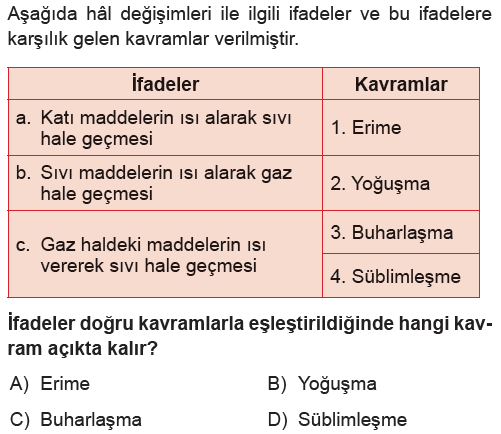 Aşağıda hâl değişimleri ile ilgili ifadeler ve bu ifadelere
karşılık gelen kavramlar verilmiştir.
İfadeler
Kavramlar
a. Katı maddelerin ısı alarak sıvı
hale geçmesi
1. Erime
b. Sıvı maddelerin ısı alarak gaz
hale geçmesi
2. Yoğuşma
c. Gaz haldeki maddelerin ısı
vererek sıvı hale geçmesi
3. Buharlaşma
4. Süblimleşme
İfadeler doğru kavramlarla eşleştirildiğinde hangi kav-
ram açıkta kalır?
A) Erime
B) Yoğuşma
C) Buharlaşma
D) Süblimleşme